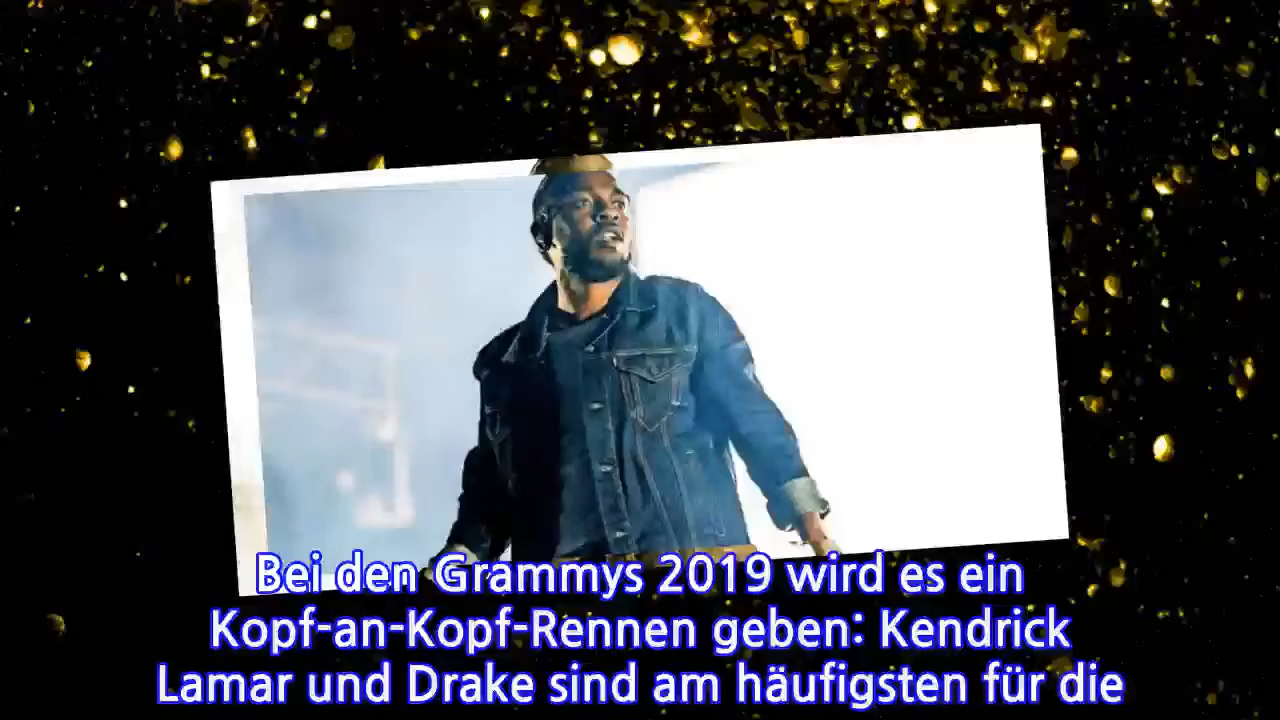 Bei den Grammys 2019 wird es ein
Kopf-an-Kopf-Rennen geben: Kendrick
Lamar und Drake sind am häufigsten für die